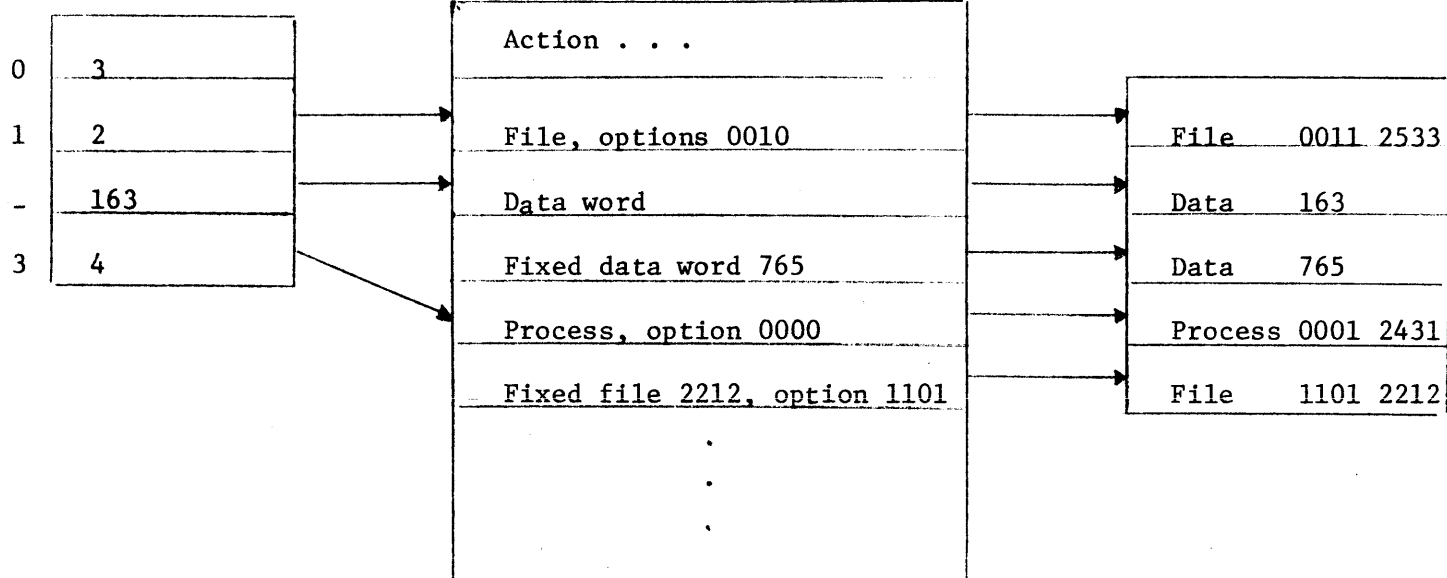 Action . . .
0 3
1 2
File, options 0010
File 0011 2533
- 163
Data word
Data 163
3 4
Fixed data word 765
Data 765
Process, option 0000
Process 0001 2431
Fixed file 2212, option 1101
File 1101 2212
.
.
.